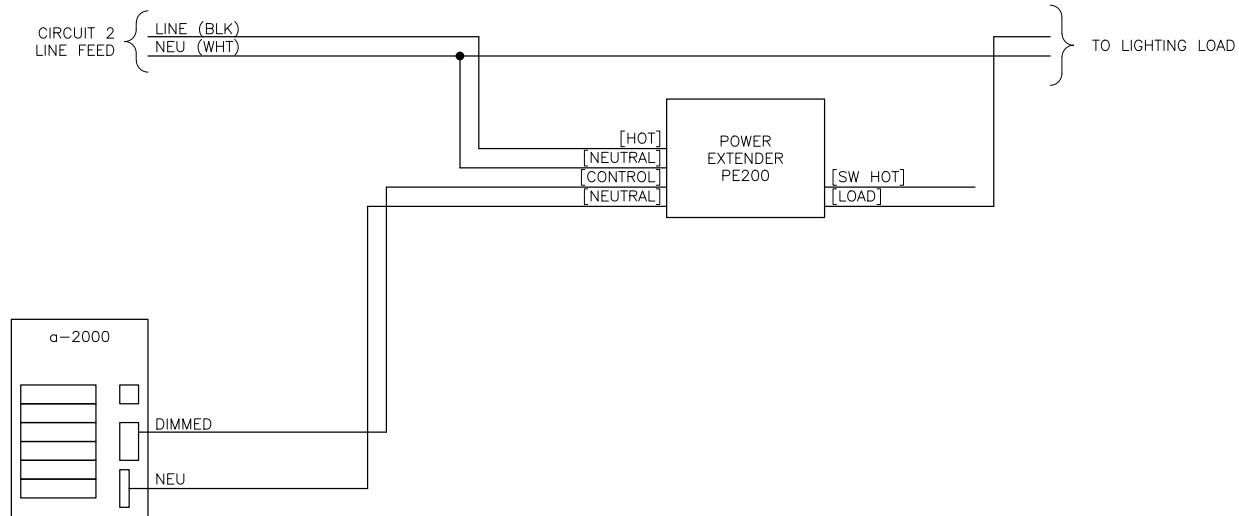 CIRCUIT 2
LINE FEED
LINE (BLK)
NEU (WHT)
TO LIGHTING LOAD
[HOT]
[NEUTRAL]
[CONTROL]
[NEUTRAL]
POWER
EXTENDER
PE200
[SW HOT]
[LOAD]
a-2000
DIMMED
NEU